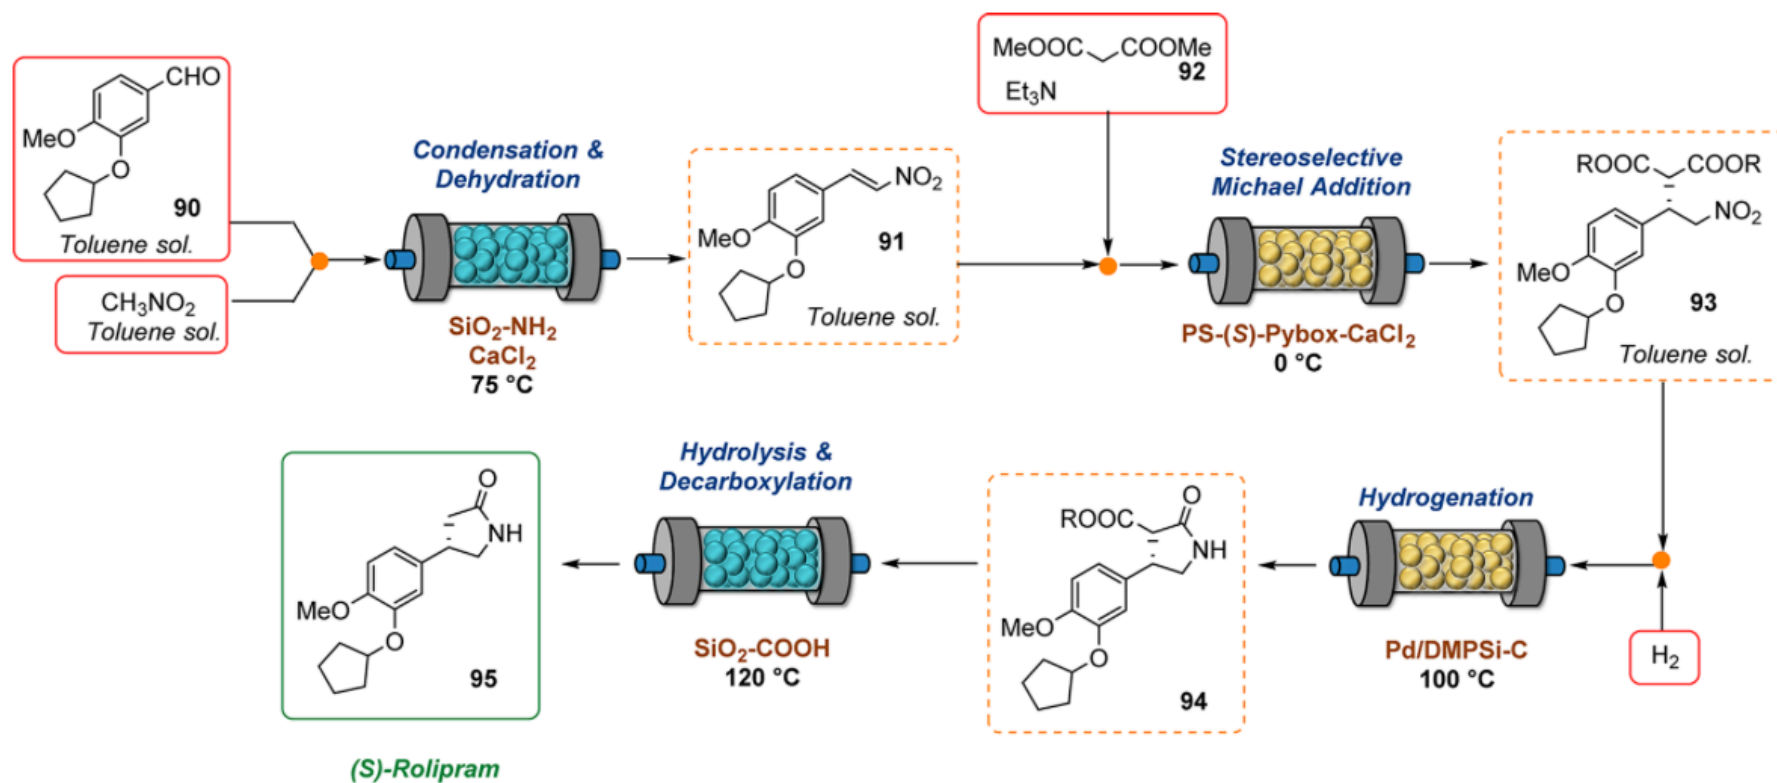 CHO
MeO
O
90
Toluene sol.
CH₃NO₂
Toluene sol.
Condensation &
Dehydration
SiO₂-NH₂
CaCl₂
75 °C
NO₂
MeO
O
91
Toluene sol.
MeOOC COOMe
92
Et₃N
Stereoselective
Michael Addition
PS-(S)-Pybox-CaCl₂
0 °C
ROOC COOR
NO₂
MeO
O
93
Toluene sol.
H₂
Hydrogenation
Pd/DMPSi-C
100 °C
O
ROOC
NH
MeO
O
94
Hydrolysis &
Decarboxylation
SiO₂-COOH
120 °C
O
NH
MeO
O
95
(S)-Rolipram